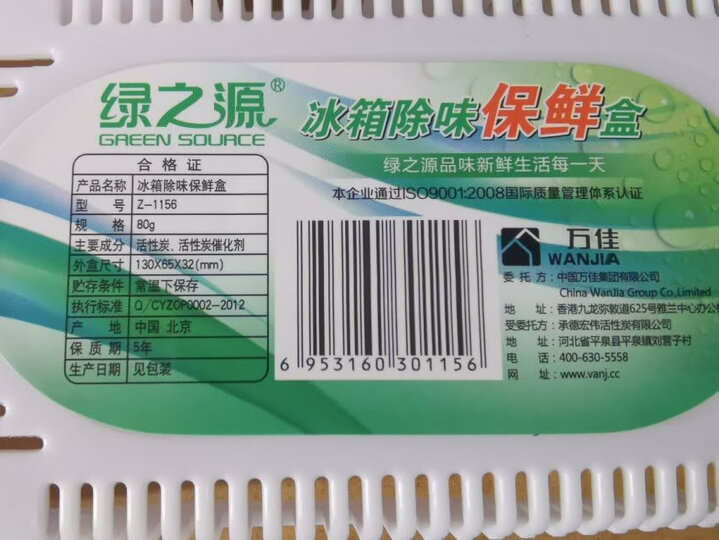 绿之源®
GREEN SOURCE
冰箱除味保鲜盒
绿之源品味新鲜生活每一天
本企业通过ISO9001:2008国际质量管理体系认证
合格证
产品名称 冰箱除味保鲜盒
型号 Z-1156
规格 80g
主要成分 活性炭、活性炭催化剂
外盒尺寸 130X65X32(mm)
贮存条件 常温下保存
执行标准 Q/CYZOP0002-2012
产地 中国 北京
保质期 5年
生产日期 见包装
6 953160 301156
万佳
WANJIA
委托方:中国万佳集团有限公司
China WanJia Group Co.,Limited
地址:香港九龙弥敦道625号雅兰中心办公
受委托方:承德宏伟活性炭有限公司
地址:河北省平泉县平泉镇刘营子村
电话:400-630-5558
网址:www.vanj.cc